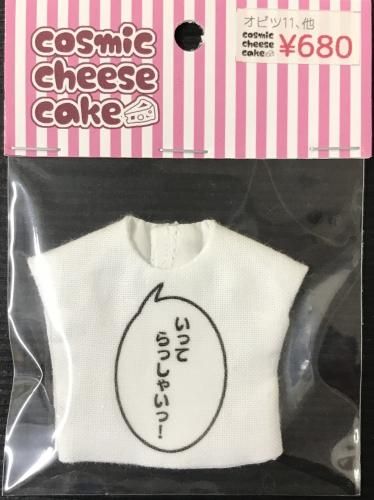 cosmic
cheese
cake
オビツ11、他
cosmic
cheese
cake
¥680
いって
らっしゃいっ!